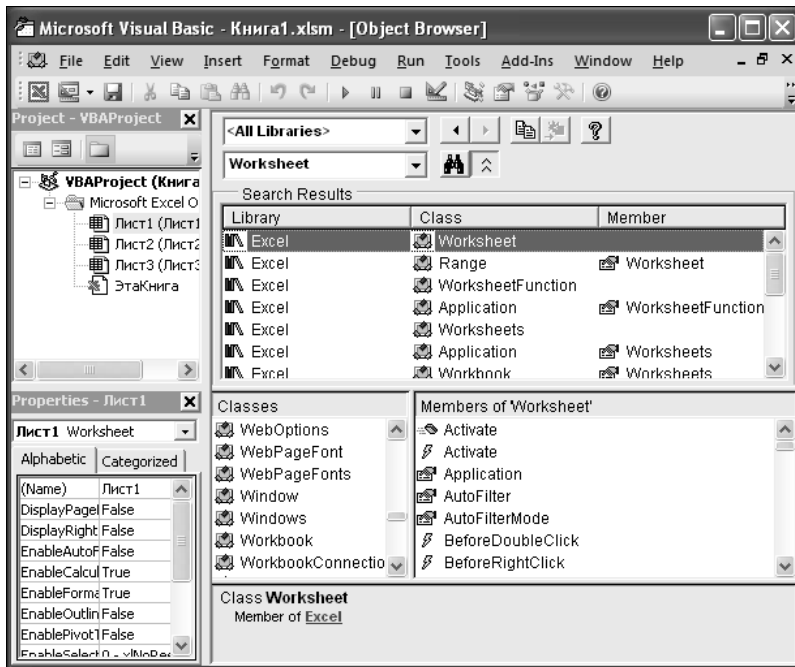 Microsoft Visual Basic - Книга1.xlsm - [Object Browser]
File Edit View Insert Format Debug Run Tools Add-Ins Window Help
Project - VBAProject
VBAProject (Книга
Microsoft Excel O
Лист1 (Лист1
Лист2 (Лист2
Лист3 (Лист3
ЭтаКнига
Properties - Лист1
Лист1 Worksheet
Alphabetic Categorized
(Name) Лист1
DisplayPageI False
DisplayRight False
EnableAutoF False
EnableCalcul True
EnableForma True
EnableOutlin False
EnablePivotT False
EnableSelect 0 - xlNoRes
<All Libraries>
Worksheet
Search Results
Library Class Member
Excel Worksheet
Excel Range Worksheet
Excel WorksheetFunction
Excel Application WorksheetFunction
Excel Worksheets
Excel Application Worksheets
Excel Workbook Worksheets
Classes
WebOptions
WebPageFont
WebPageFonts
Window
Windows
Workbook
WorkbookConnectio
Members of 'Worksheet'
Activate
Activate
Application
AutoFilter
AutoFilterMode
BeforeDoubleClick
BeforeRightClick
Class Worksheet
Member of Excel